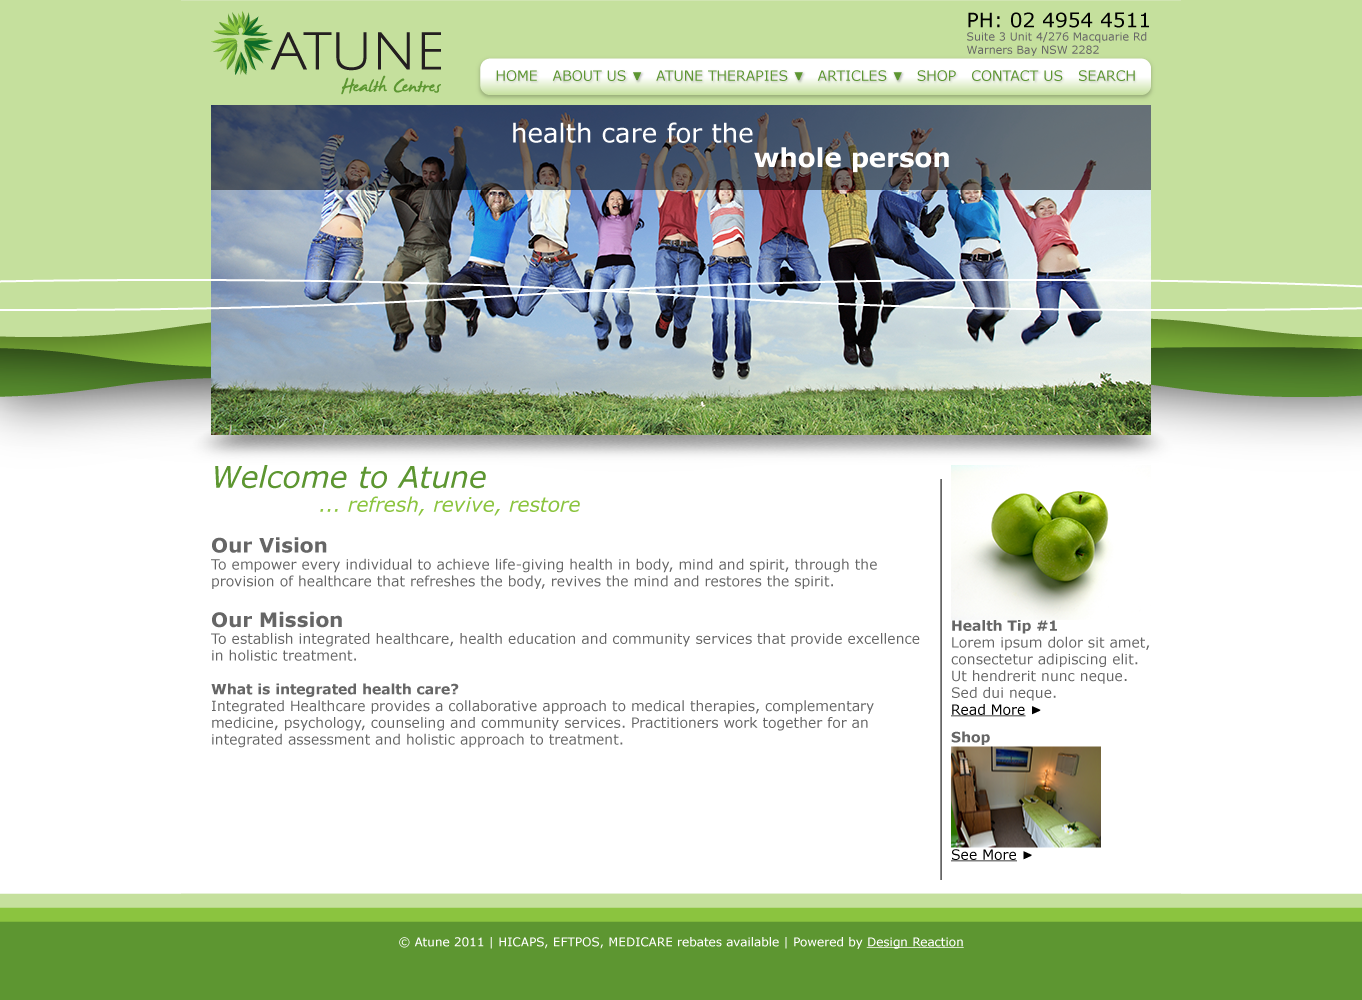 ATUNE
Health Centres
PH: 02 4954 4511
Suite 3 Unit 4/276 Macquarie Rd
Warners Bay NSW 2282
HOME ABOUT US ▼ ATUNE THERAPIES ▼ ARTICLES ▼ SHOP CONTACT US SEARCH
health care for the
whole person
Welcome to Atune
... refresh, revive, restore
Our Vision
To empower every individual to achieve life-giving health in body, mind and spirit, through the
provision of healthcare that refreshes the body, revives the mind and restores the spirit.
Our Mission
To establish integrated healthcare, health education and community services that provide excellence
in holistic treatment.
What is integrated health care?
Integrated Healthcare provides a collaborative approach to medical therapies, complementary
medicine, psychology, counseling and community services. Practitioners work together for an
integrated assessment and holistic approach to treatment.
Health Tip #1
Lorem ipsum dolor sit amet,
consectetur adipiscing elit.
Ut hendrerit nunc neque.
Sed dui neque.
Read More ►
Shop
See More ►
© Atune 2011 | HICAPS, EFTPOS, MEDICARE rebates available | Powered by Design Reaction